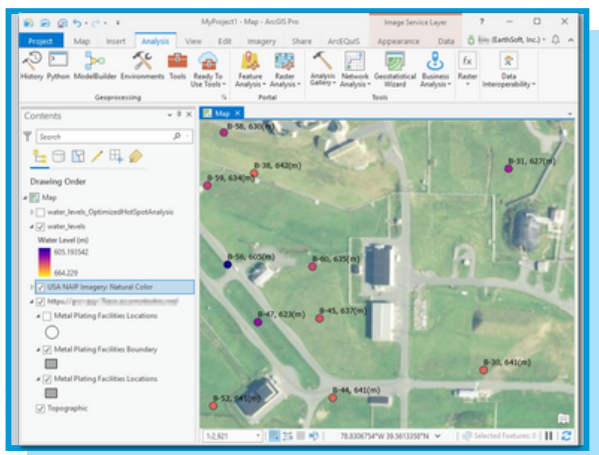 MyProject1 - Map - ArcGIS Pro
Image Service Layer
? - □ ×
Project Map Insert Analysis View Edit Imagery Share ArcEQuIS Appearance Data (EarthSoft, Inc.)
History Python ModelBuilder Environments Tools Ready To Use Tools Feature Analysis Raster Analysis Analysis Gallery Network Analysis Geostatistical Wizard Business Analysis Raster Data Interoperability
Geoprocessing Portal Tools
Contents
Search
Drawing Order
Map
water_levels_OptimizedHotSpotAnalysis
water_levels
Water Level (m)
605.193542
664.229
USA NAIP Imagery: Natural Color
https://
Metal Plating Facilities Locations
Metal Plating Facilities Boundary
Metal Plating Facilities Locations
Topographic
Map ×
B-58, 630(m)
B-38, 642(m)
B-31, 627(m)
B-59, 634(m)
B-56, 605(m)
B-60, 635(m)
B-47, 623(m)
B-45, 637(m)
B-30, 641(m)
B-44, 641(m)
B-52, 641(m)
1:2,921
78.8306754°W 39.5613358°N
Selected Features: 0